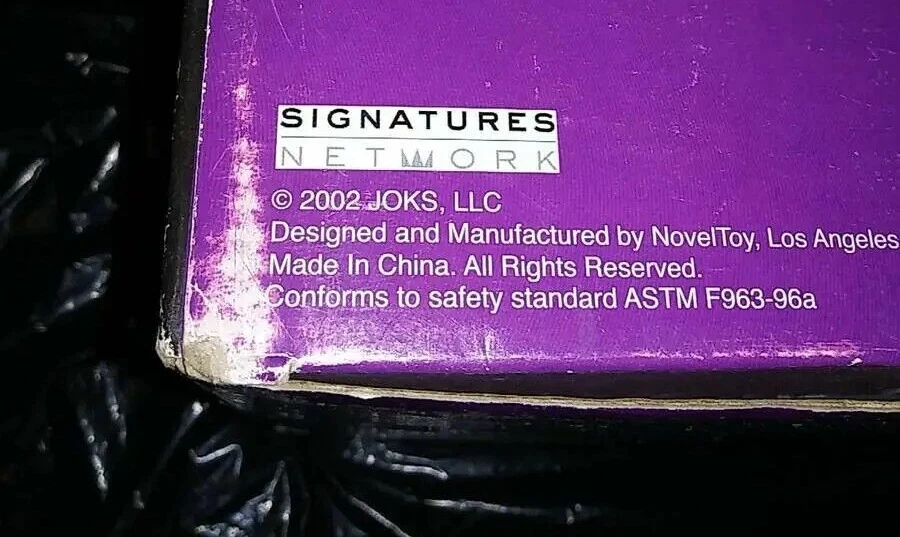 SIGNATURES
NETWORK
© 2002 JOKS, LLC
Designed and Manufactured by NovelToy, Los Angeles
Made In China. All Rights Reserved.
Conforms to safety standard ASTM F963-96a